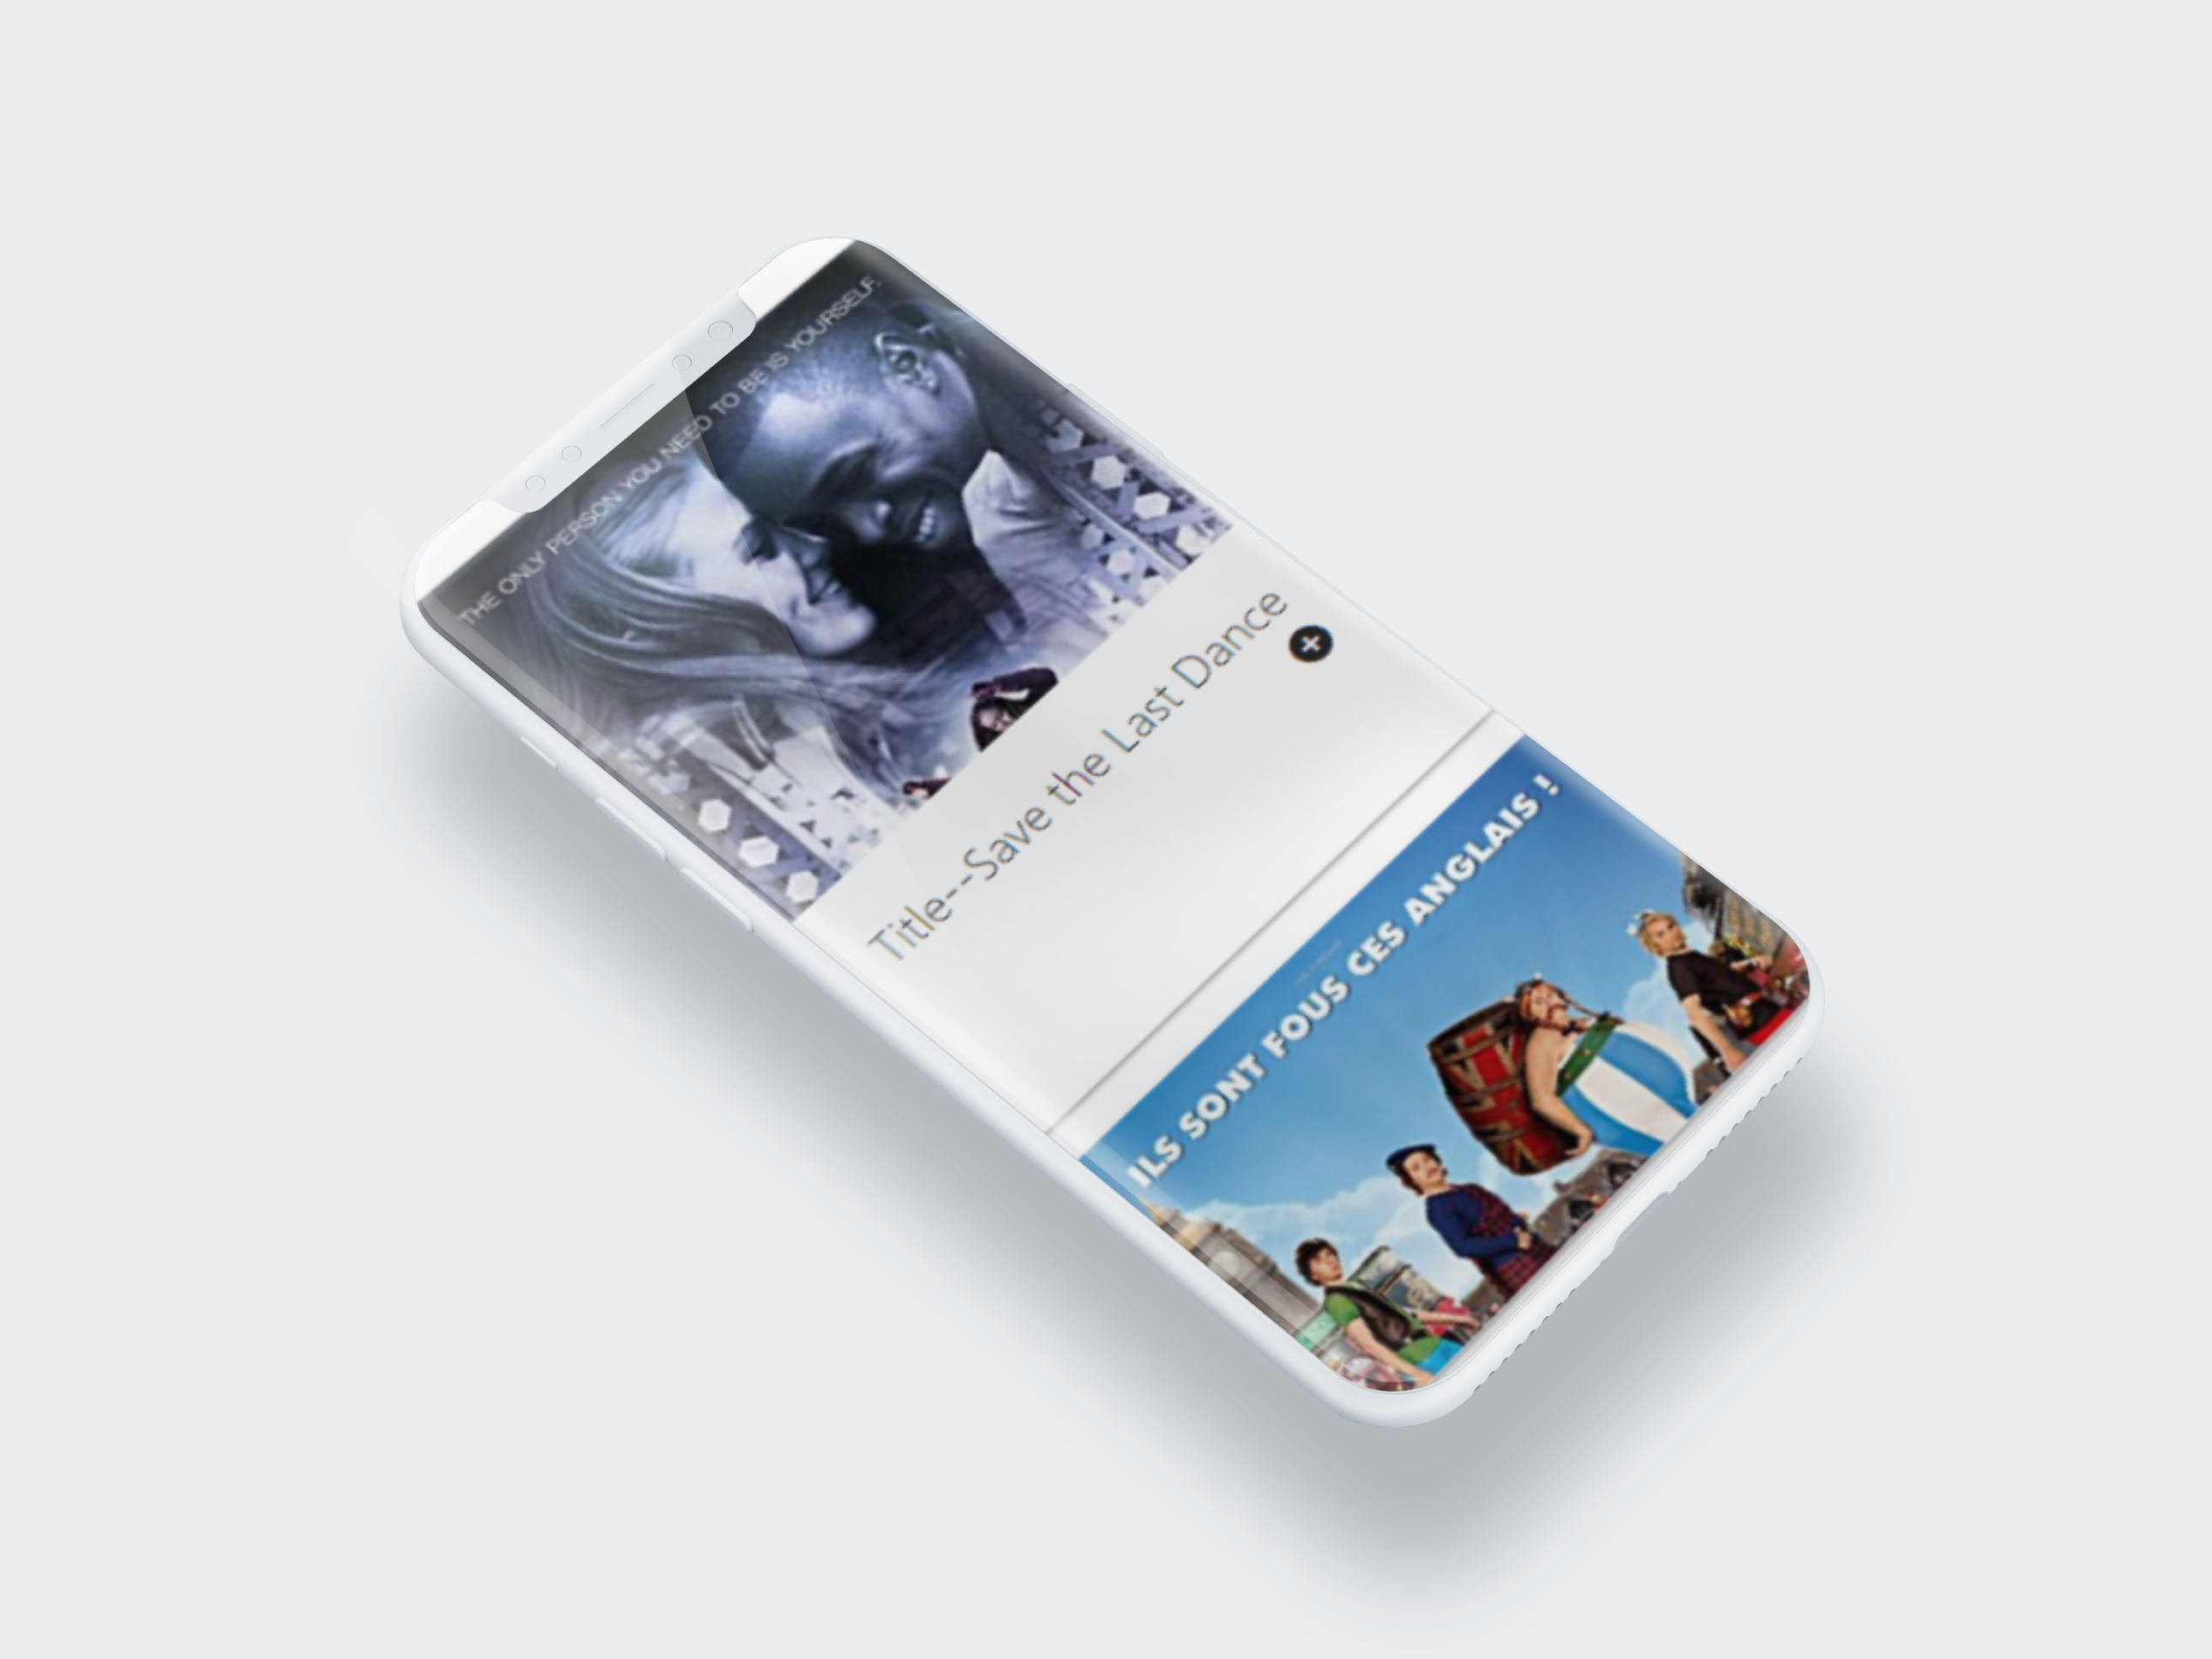 THE ONLY PERSON YOU NEED TO BE IS YOURSELF.
Title--Save the Last Dance
ILS SONT FOUS CES ANGLAIS !